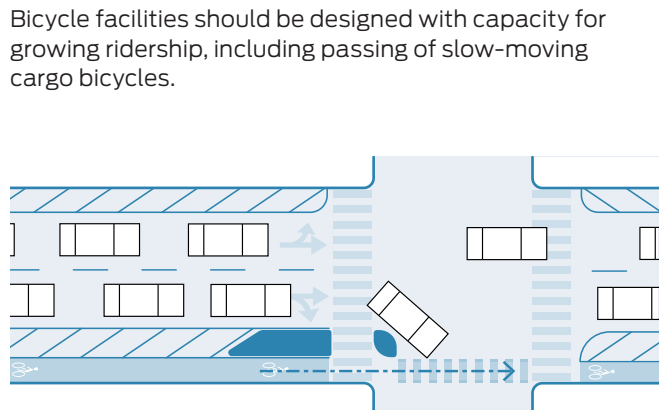 Bicycle facilities should be designed with capacity for
growing ridership, including passing of slow-moving
cargo bicycles.